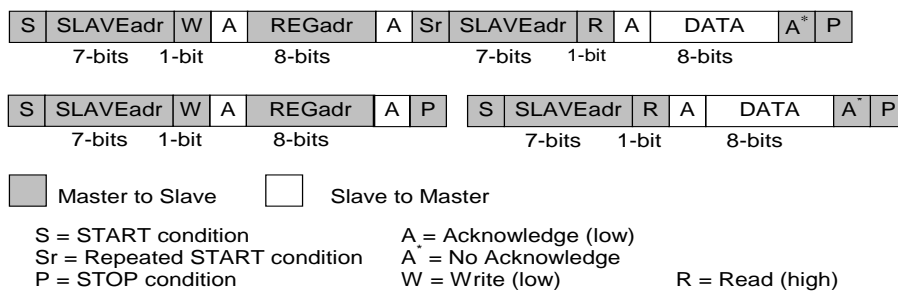 S SLAVEadr W A REGadr A Sr SLAVEadr R A DATA A* P
7-bits 1-bit 8-bits 7-bits 1-bit 8-bits
S SLAVEadr W A REGadr A P S SLAVEadr R A DATA A* P
7-bits 1-bit 8-bits 7-bits 1-bit 8-bits
Master to Slave Slave to Master
S = START condition A = Acknowledge (low)
Sr = Repeated START condition A* = No Acknowledge
P = STOP condition W = Write (low) R = Read (high)